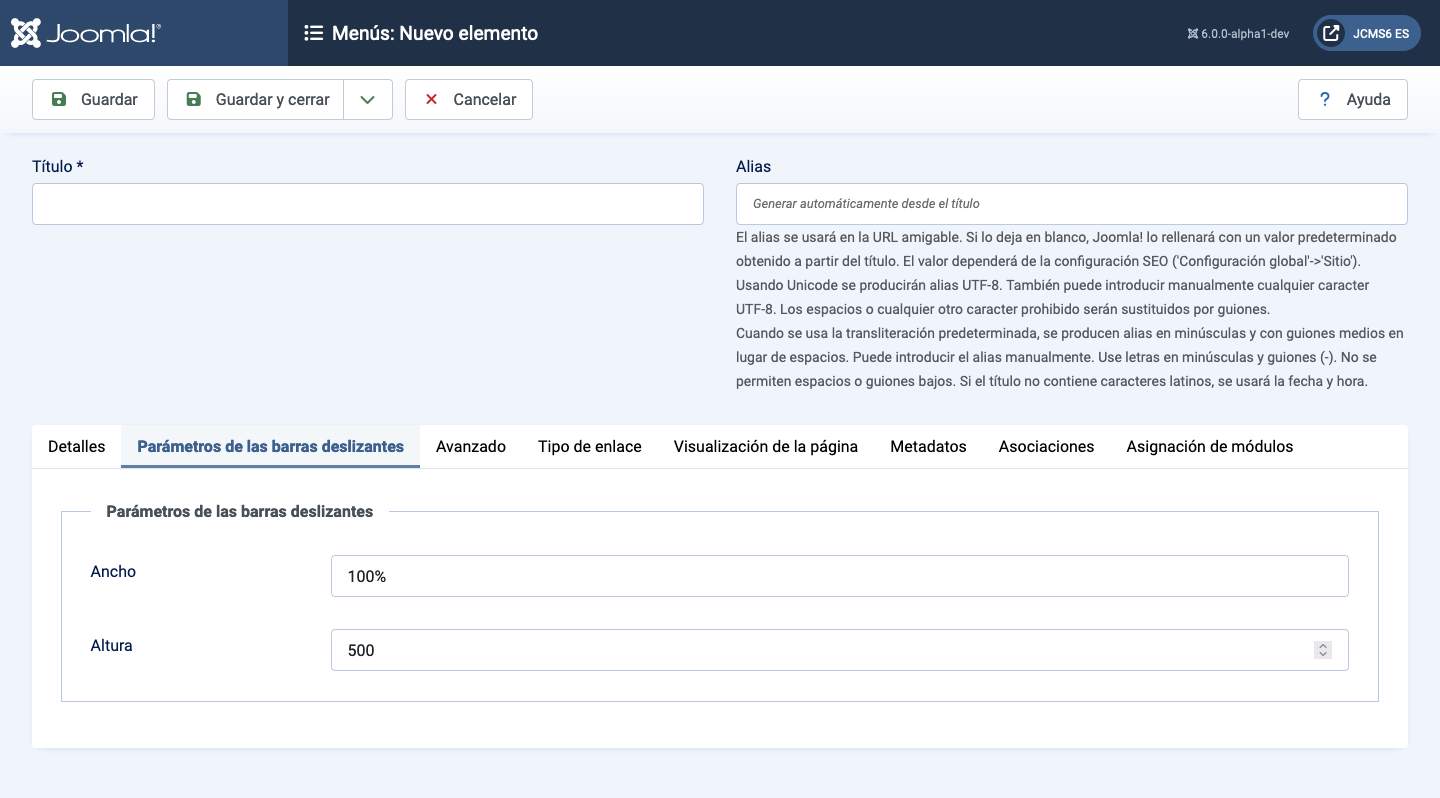 Joomla!®
Menús: Nuevo elemento
6.0.0-alpha1-dev
JCMS6 ES
Guardar
Guardar y cerrar
Cancelar
? Ayuda
Título *
Alias
Generar automáticamente desde el título
El alias se usará en la URL amigable. Si lo deja en blanco, Joomla! lo rellenará con un valor predeterminado
obtenido a partir del título. El valor dependerá de la configuración SEO ('Configuración global'->'Sitio').
Usando Unicode se producirán alias UTF-8. También puede introducir manualmente cualquier caracter
UTF-8. Los espacios o cualquier otro caracter prohibido serán sustituidos por guiones.
Cuando se usa la transliteración predeterminada, se producen alias en minúsculas y con guiones medios en
lugar de espacios. Puede introducir el alias manualmente. Use letras en minúsculas y guiones (-). No se
permiten espacios o guiones bajos. Si el título no contiene caracteres latinos, se usará la fecha y hora.
Detalles
Parámetros de las barras deslizantes
Avanzado
Tipo de enlace
Visualización de la página
Metadatos
Asociaciones
Asignación de módulos
Parámetros de las barras deslizantes
Ancho
100%
Altura
500